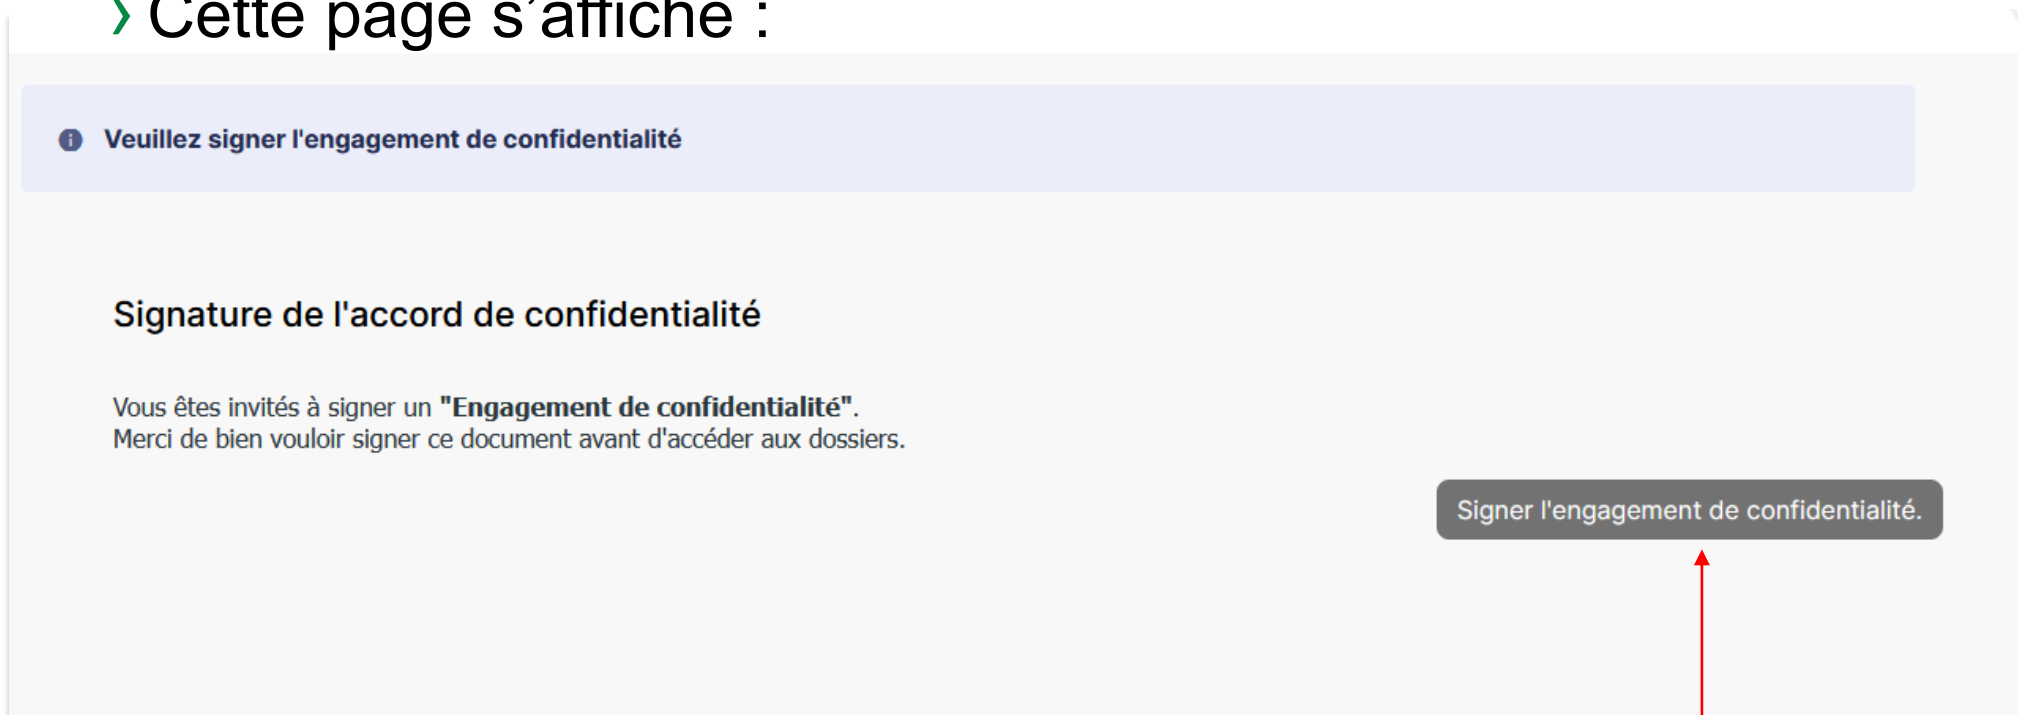 Cette page s’affiche :
Veuillez signer l'engagement de confidentialité
Signature de l'accord de confidentialité
Vous êtes invités à signer un "Engagement de confidentialité".
Merci de bien vouloir signer ce document avant d'accéder aux dossiers.
Signer l'engagement de confidentialité.